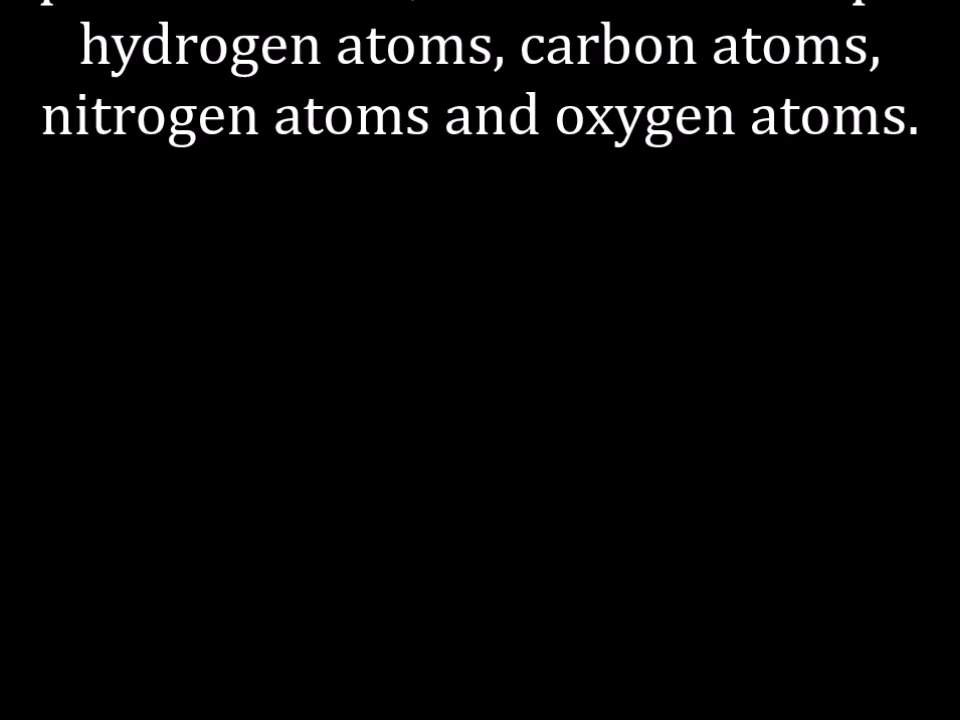 hydrogen atoms, carbon atoms,
nitrogen atoms and oxygen atoms.